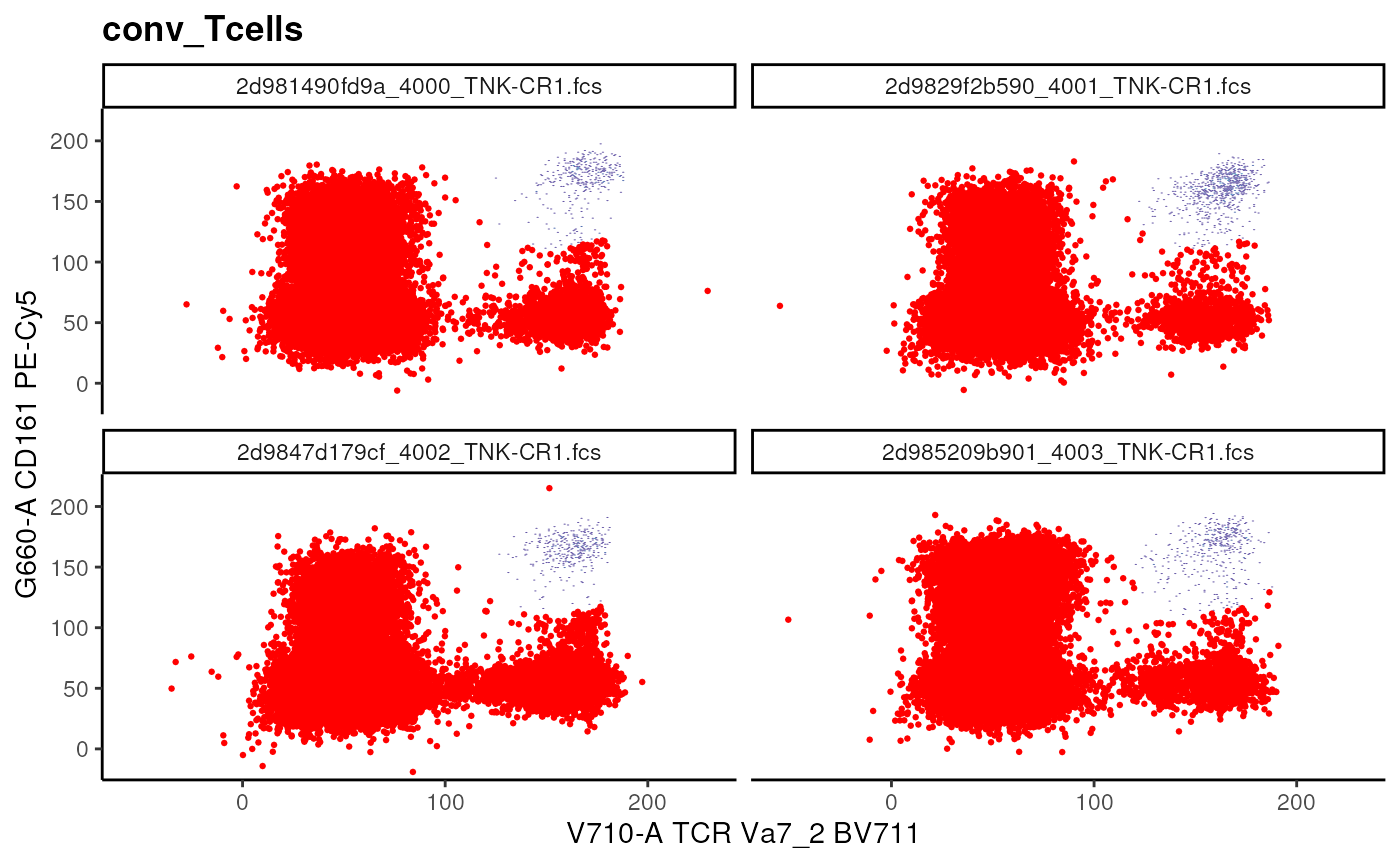 conv_Tcells
2d981490fd9a_4000_TNK-CR1.fcs
2d9829f2b590_4001_TNK-CR1.fcs
200
150
100
50
0
2d9847d179cf_4002_TNK-CR1.fcs
2d985209b901_4003_TNK-CR1.fcs
200
150
100
50
0
G660-A CD161 PE-Cy5
0 100 200
0 100 200
V710-A TCR Va7_2 BV711